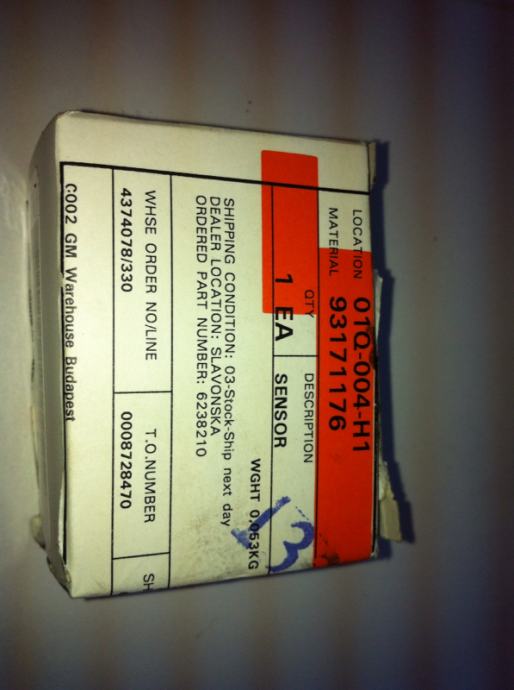 LOCATION 01Q-004-H1
MATERIAL 93171176
QTY DESCRIPTION
1 EA SENSOR
WGHT 0,053KG
SHIPPING CONDITION: 03-Stock-Ship next day
DEALER LOCATION: SLAVONSKA
ORDERED PART NUMBER: 6238210
WHSE ORDER NO/LINE T.O.NUMBER SH
4374078/330 0008728470
C002 GM Warehouse Budapest
13